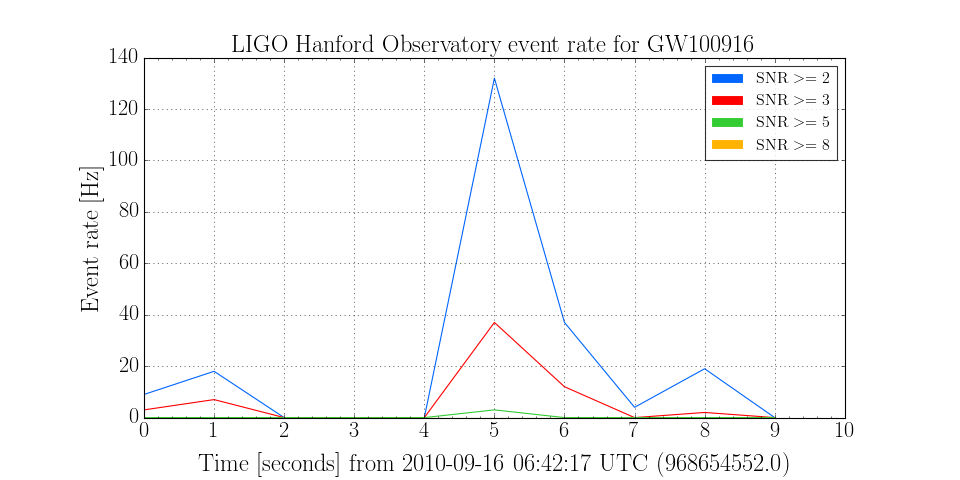 LIGO Hanford Observatory event rate for GW100916
140
120
100
80
60
40
20
0
Event rate [Hz]
SNR >= 2
SNR >= 3
SNR >= 5
SNR >= 8
0 1 2 3 4 5 6 7 8 9 10
Time [seconds] from 2010-09-16 06:42:17 UTC (968654552.0)